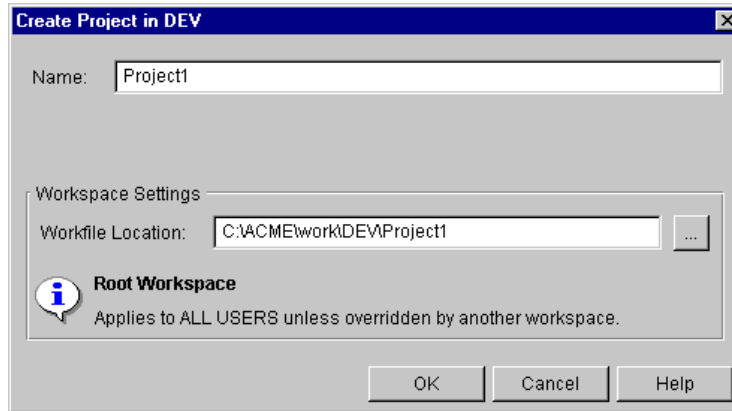 Create Project in DEV
Name: Project1
Workspace Settings
Workfile Location: C:\ACME\work\DEV\Project1 ...
Root Workspace
Applies to ALL USERS unless overridden by another workspace.
OK Cancel Help